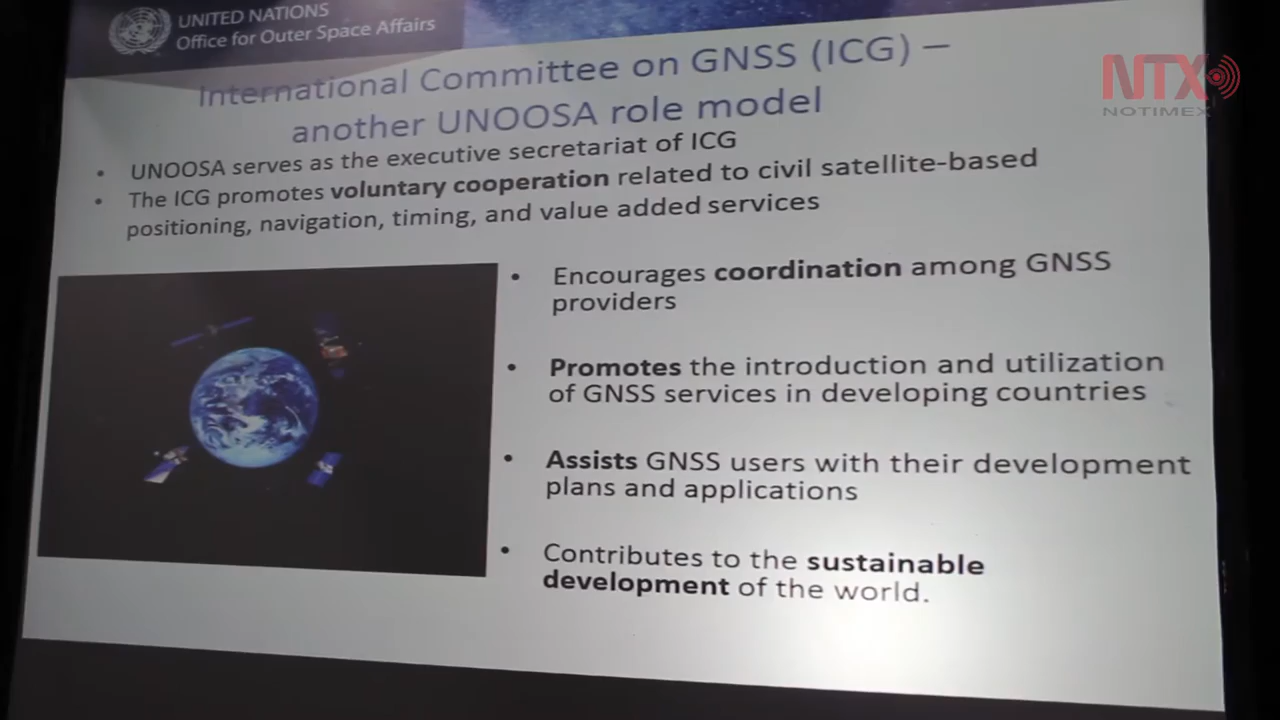 UNITED NATIONS
Office for Outer Space Affairs
NTX
NOTIMEX
International Committee on GNSS (ICG) –
another UNOOSA role model
• UNOOSA serves as the executive secretariat of ICG
• The ICG promotes voluntary cooperation related to civil satellite-based
positioning, navigation, timing, and value added services
• Encourages coordination among GNSS
providers
• Promotes the introduction and utilization
of GNSS services in developing countries
• Assists GNSS users with their development
plans and applications
• Contributes to the sustainable
development of the world.